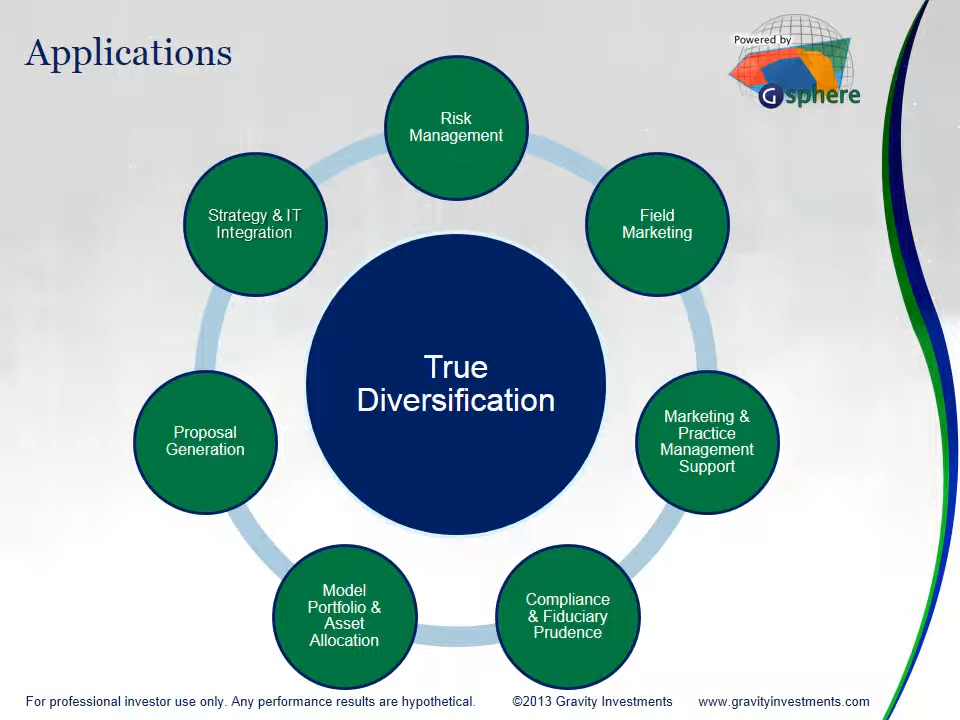 Applications
Powered by
G sphere
Risk
Management
Strategy & IT
Integration
Field
Marketing
True
Diversification
Marketing &
Practice
Management
Support
Proposal
Generation
Model
Portfolio &
Asset
Allocation
Compliance
& Fiduciary
Prudence
For professional investor use only. Any performance results are hypothetical. ©2013 Gravity Investments www.gravityinvestments.com